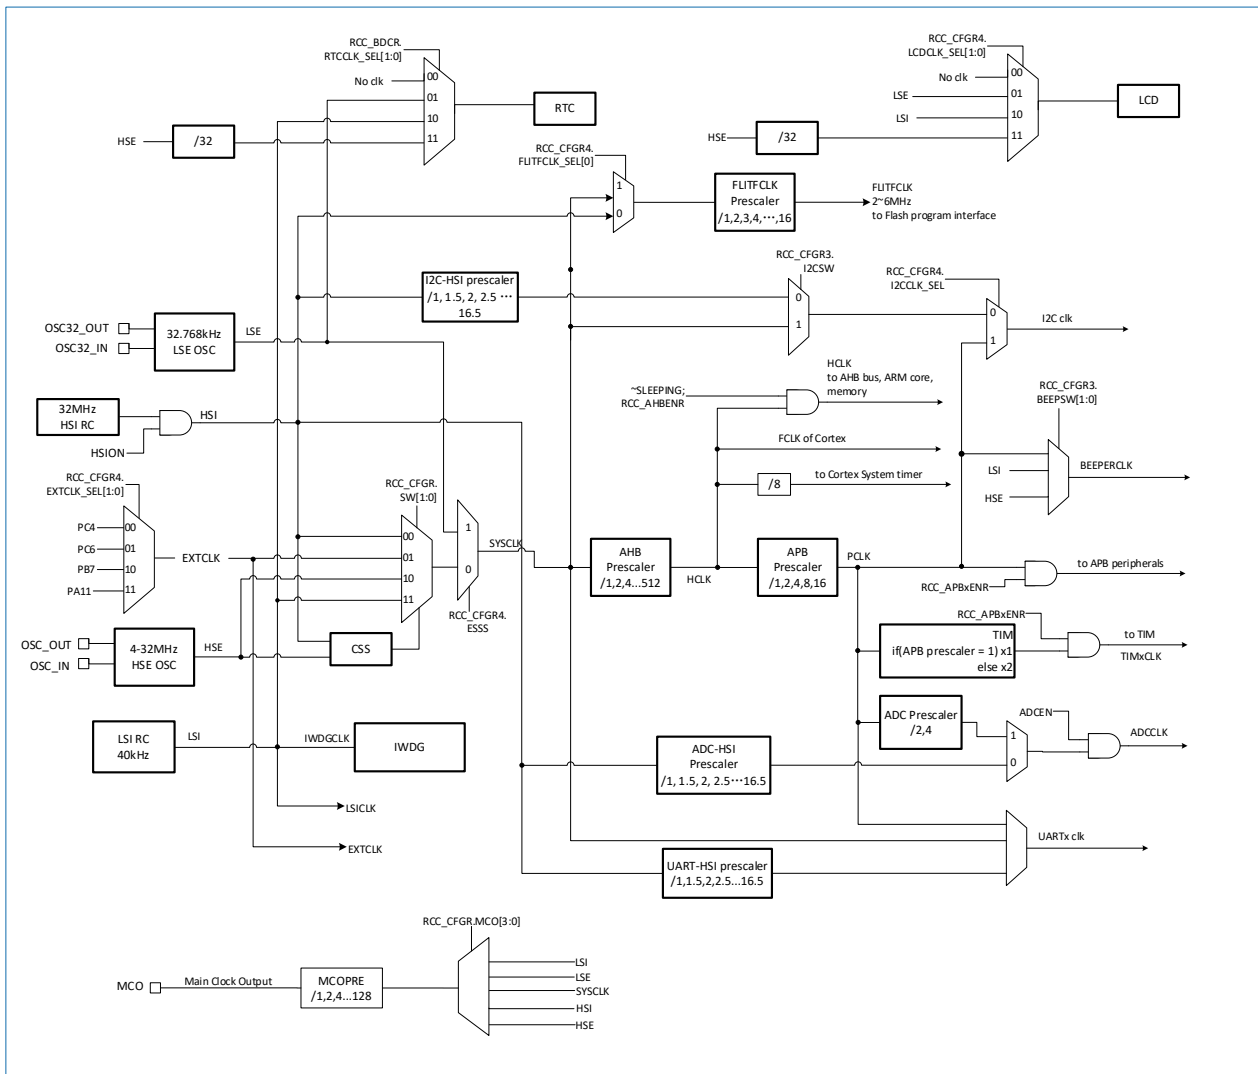 RCC_BDCR.
RTCCLK_SEL[1:0]
No clk
00
01
10
11
RTC
HSE
/32
RCC_CFGR4.
LCDCLK_SEL[1:0]
No clk
00
LSE
01
LSI
10
HSE
/32
11
LCD
RCC_CFGR4.
FLITFCLK_SEL[0]
1
0
FLITFCLK
Prescaler
/1,2,3,4,⋯,16
FLITFCLK
2~6MHz
to Flash program interface
I2C-HSI prescaler
/1, 1.5, 2, 2.5 ⋯
16.5
RCC_CFGR3.
I2CSW
0
1
RCC_CFGR4.
I2CCLK_SEL
0
1
I2C clk
OSC32_OUT
OSC32_IN
32.768kHz
LSE OSC
LSE
~SLEEPING;
RCC_AHBENR
HCLK
to AHB bus, ARM core,
memory
32MHz
HSI RC
HSI
HSION
FCLK of Cortex
/8
to Cortex System timer
RCC_CFGR3.
BEEPSW[1:0]
LSI
HSE
BEEPERCLK
RCC_CFGR4.
EXTCLK_SEL[1:0]
PC4
00
PC6
01
PB7
10
PA11
11
EXTCLK
RCC_CFGR.
SW[1:0]
00
01
10
11
1
0
RCC_CFGR4.
ESSS
SYSCLK
AHB
Prescaler
/1,2,4...512
HCLK
APB
Prescaler
/1,2,4,8,16
PCLK
RCC_APBxENR
to APB peripherals
OSC_OUT
OSC_IN
4-32MHz
HSE OSC
HSE
CSS
RCC_APBxENR
TIM
if(APB prescaler = 1) x1
else x2
to TIM
TIMxCLK
LSI RC
40kHz
LSI
IWDGCLK
IWDG
LSICLK
EXTCLK
ADC Prescaler
/2,4
ADC-HSI
Prescaler
/1, 1.5, 2, 2.5⋯16.5
1
0
ADCEN
ADCCLK
UART-HSI prescaler
/1,1.5,2,2.5...16.5
UARTx clk
RCC_CFGR.MCO[3:0]
MCO
Main Clock Output
MCOPRE
/1,2,4...128
LSI
LSE
SYSCLK
HSI
HSE